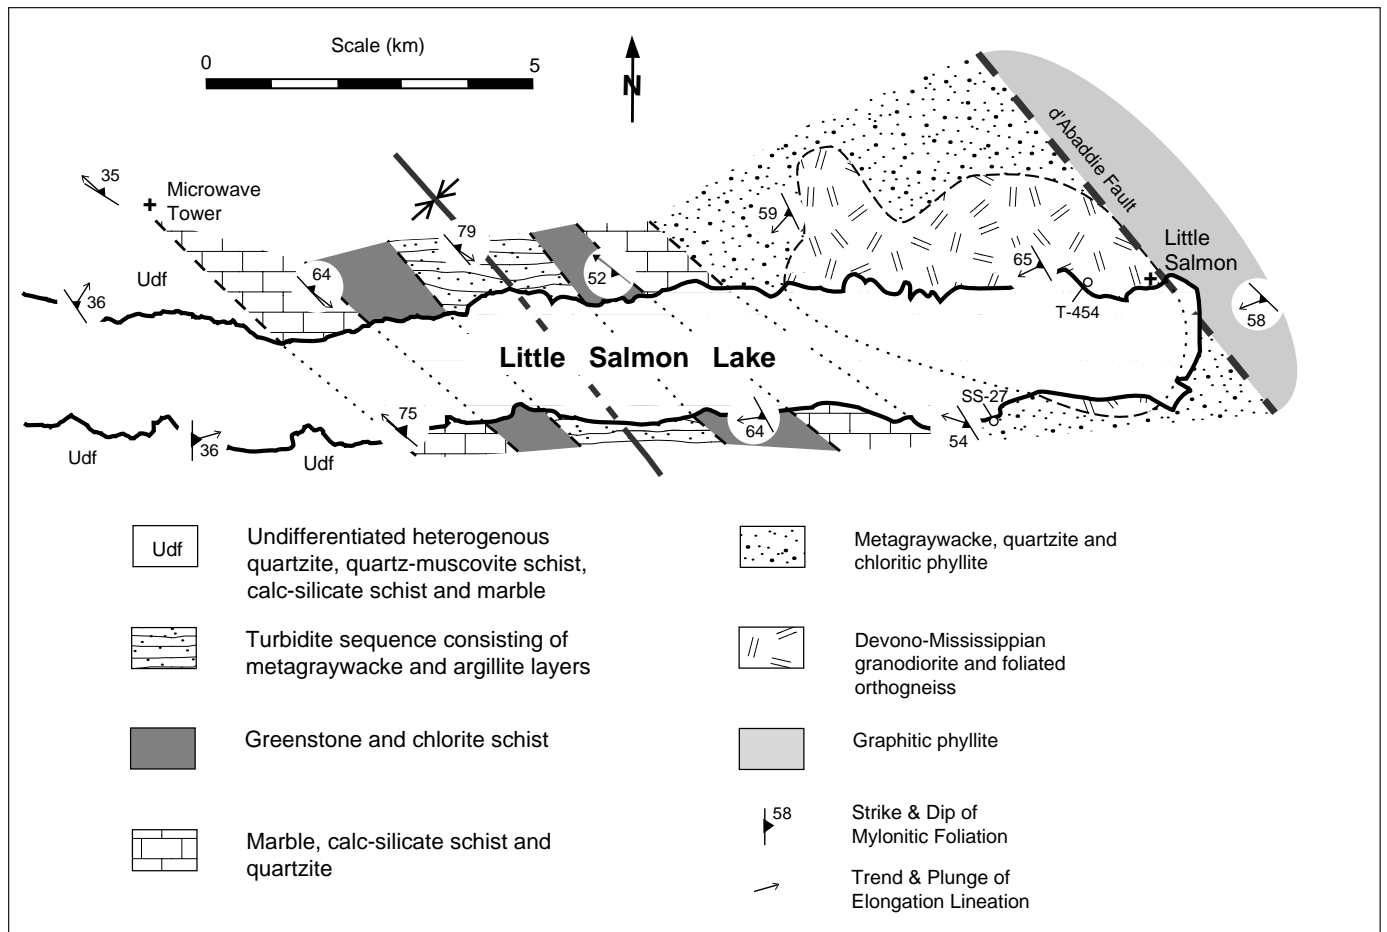 Scale (km)
0
5
N
d'Abaddie Fault
35
Microwave
Tower
59
79
Little
Salmon
65
Udf
64
52
36
T-454
58
Little Salmon Lake
SS-27
75
64
54
36
Udf
Udf
Udf
Undifferentiated heterogenous
quartzite, quartz-muscovite schist,
calc-silicate schist and marble
Turbidite sequence consisting of
metagraywacke and argillite layers
Greenstone and chlorite schist
Marble, calc-silicate schist and
quartzite
Metagraywacke, quartzite and
chloritic phyllite
Devono-Mississippian
granodiorite and foliated
orthogneiss
Graphitic phyllite
58
Strike & Dip of
Mylonitic Foliation
Trend & Plunge of
Elongation Lineation